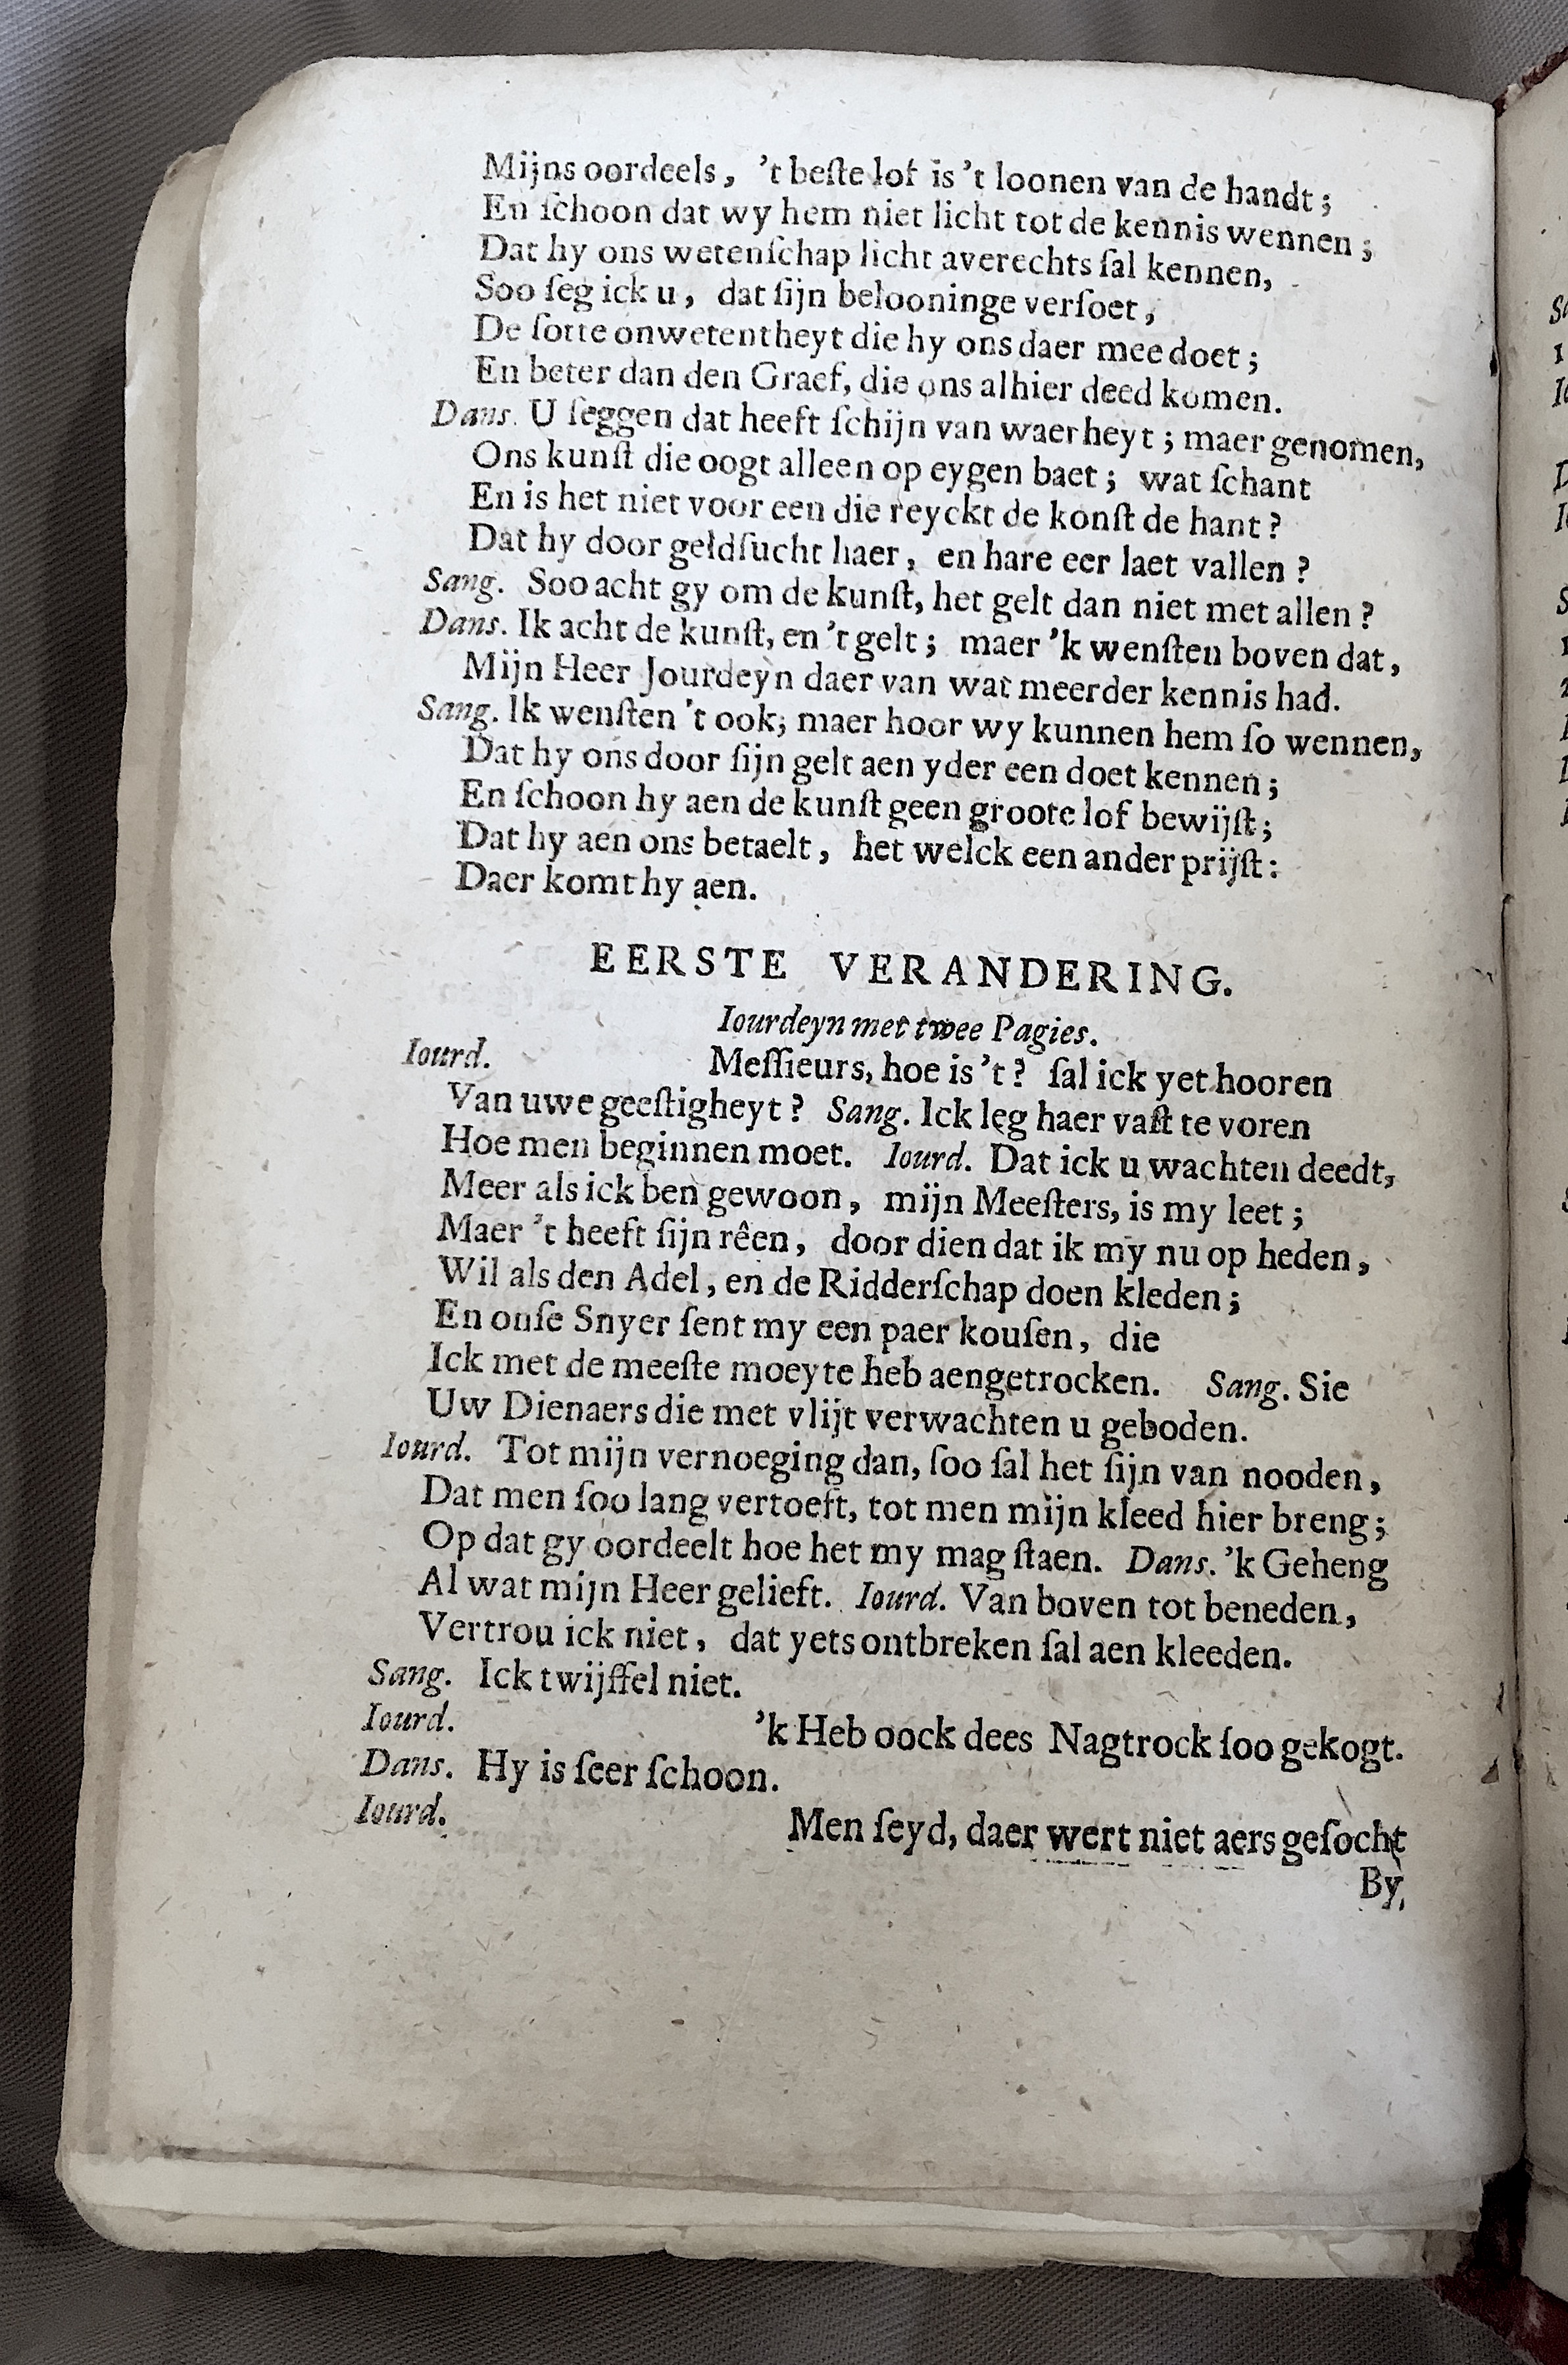 Mijns oordeels, 't beſte lof is 't loonen van de handt;
En ſchoon dat wy hem niet licht tot de kennis wennen;
Dat hy ons wetenſchap licht averechts ſal kennen,
Soo ſeg ick u, dat ſijn belooninge verſoet,
De ſotte onwetentheyt die hy ons daer mee doet;
En beter dan den Graef, die ons alhier deed komen.
Dans. U ſeggen dat heeft ſchijn van waerheyt; maer genomen,
Ons kunſt die oogt alleen op eygen baet; wat ſchant
En is het niet voor een die reyckt de konſt de hant?
Dat hy door geldſucht haer, en hare eer laet vallen?
Sang. Soo acht gy om de kunſt, het gelt dan niet met allen?
Dans. Ik acht de kunſt, en 't gelt; maer 'k wenſten boven dat,
Mijn Heer Jourdeyn daer van wat meerder kennis had.
Sang. Ik wenſten 't ook; maer hoor wy kunnen hem ſo wennen,
Dat hy ons door ſijn gelt aen yder een doet kennen;
En ſchoon hy aen de kunſt geen groote lof bewijſt;
Dat hy aen ons betaelt, het welck een ander prijſt:
Daer komt hy aen.
EERSTE VERANDERING.
Iourdeyn met twee Pagies.
Iourd. Meſſieurs, hoe is 't? ſal ick yet hooren
Van uwe geeſtigheyt? Sang. Ick leg haer vaſt te voren
Hoe men beginnen moet. Iourd. Dat ick u wachten deedt,
Meer als ick ben gewoon, mijn Meeſters, is my leet;
Maer 't heeft ſijn rêen, door dien dat ik my nu op heden,
Wil als den Adel, en de Ridderſchap doen kleden;
En onſe Snyer ſent my een paer kouſen, die
Ick met de meeſte moeyte heb aengetrocken. Sang. Sie
Uw Dienaers die met vlijt verwachten u geboden.
Iourd. Tot mijn vernoeging dan, ſoo ſal het ſijn van nooden,
Dat men ſoo lang vertoeft, tot men mijn kleed hier breng;
Op dat gy oordeelt hoe het my mag ſtaen. Dans. 'k Geheng
Al wat mijn Heer gelieft. Iourd. Van boven tot beneden,
Vertrou ick niet, dat yets ontbreken ſal aen kleeden.
Sang. Ick twijffel niet.
Iourd. 'k Heb oock dees Nagtrock ſoo gekogt.
Dans. Hy is ſeer ſchoon.
Iourd. Men ſeyd, daer wert niet aers geſocht
By